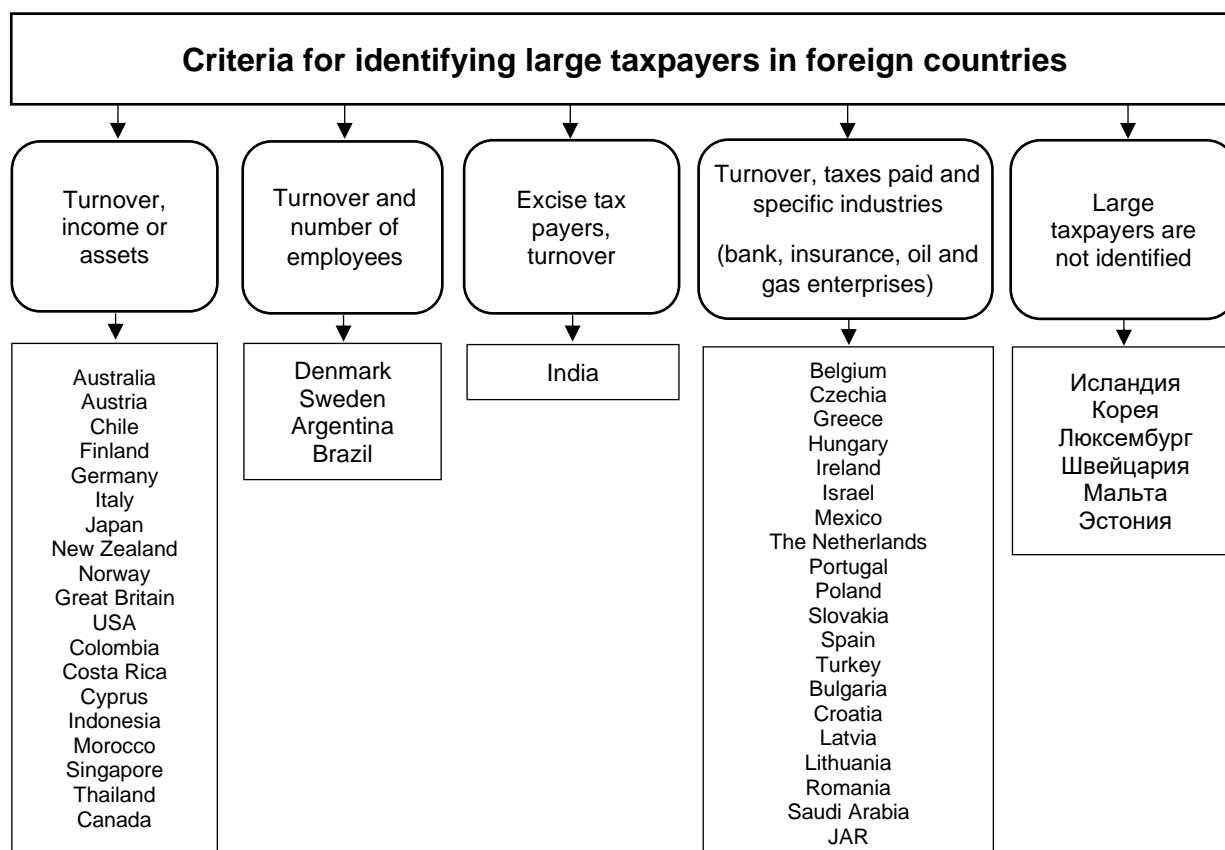 Criteria for identifying large taxpayers in foreign countries
Turnover,
income or
assets
Turnover and
number of
employees
Excise tax
payers,
turnover
Turnover, taxes paid and
specific industries
(bank, insurance, oil and
gas enterprises)
Large
taxpayers are
not identified
Australia
Austria
Chile
Finland
Germany
Italy
Japan
New Zealand
Norway
Great Britain
USA
Colombia
Costa Rica
Cyprus
Indonesia
Morocco
Singapore
Thailand
Canada
Denmark
Sweden
Argentina
Brazil
India
Belgium
Czechia
Greece
Hungary
Ireland
Israel
Mexico
The Netherlands
Portugal
Poland
Slovakia
Spain
Turkey
Bulgaria
Croatia
Latvia
Lithuania
Romania
Saudi Arabia
JAR
Исландия
Корея
Люксембург
Швейцария
Мальта
Эстония